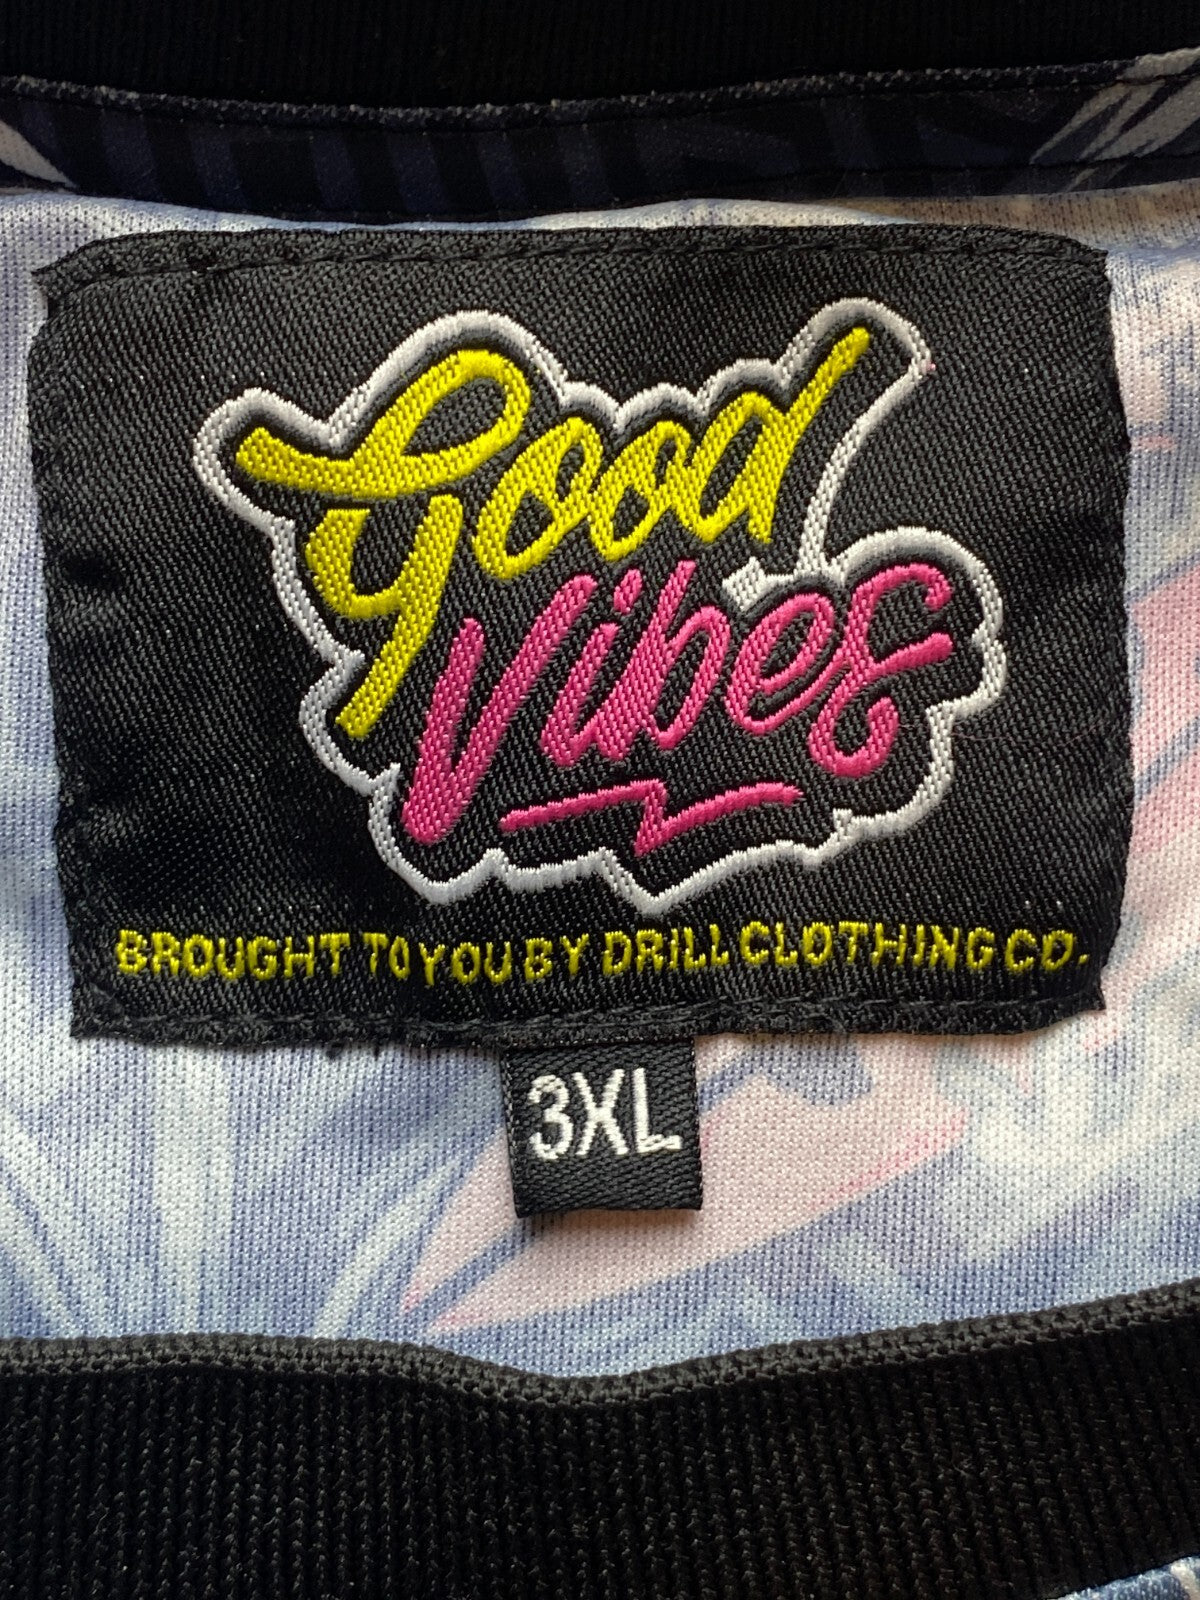 Good
Vibes
BROUGHT TO YOU BY DRILL CLOTHING CO.
3XL